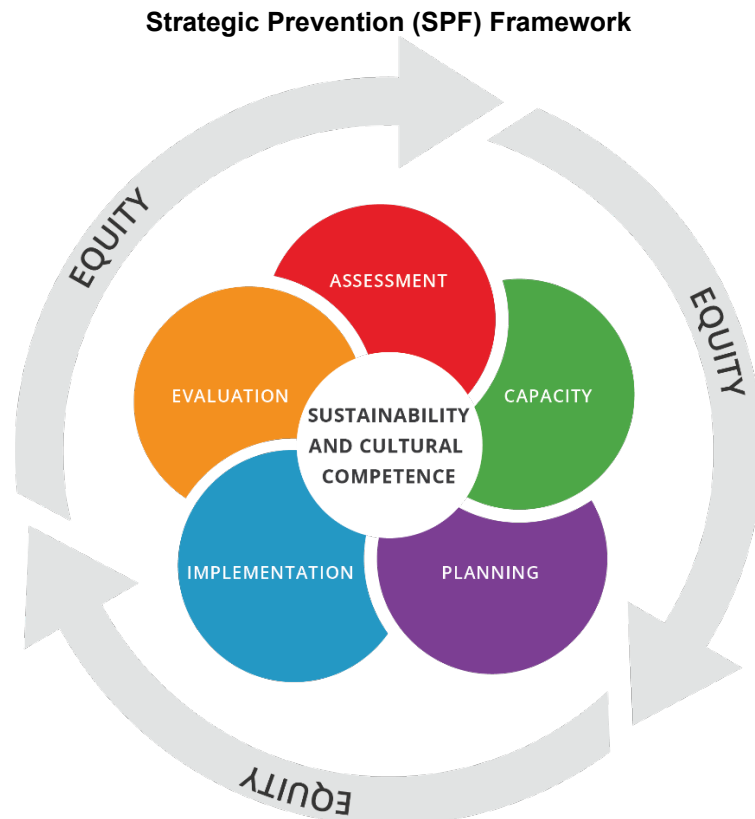 Strategic Prevention (SPF) Framework
EQUITY
EQUITY
ASSESSMENT
EVALUATION
CAPACITY
SUSTAINABILITY
AND CULTURAL
COMPETENCE
IMPLEMENTATION
PLANNING
EQUITY